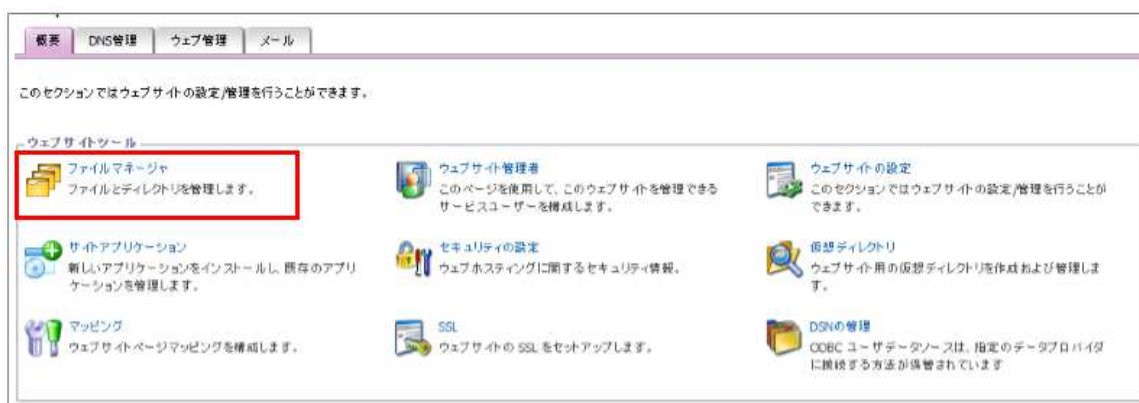 概要 DNS管理 ウェブ管理 メール
このセクションではウェブサイトの設定/管理を行うことができます。
ウェブサイトツール
ファイルマネージャ
ファイルとディレクトリを管理します。
ウェブサイト管理者
このページを使用して、このウェブサイトを管理できる
サービスユーザーを構成します。
ウェブサイトの設定
このセクションではウェブサイトの設定/管理を行うことが
できます。
サイトアプリケーション
新しいアプリケーションをインストールし、既存のアプリ
ケーションを管理します。
セキュリティの設定
ウェブホスティングに関するセキュリティ情報。
仮想ディレクトリ
ウェブサイト用の仮想ディレクトリを作成および管理しま
す。
マッピング
ウェブサイトページマッピングを構成します。
SSL
ウェブサイトの SSL をセットアップします。
DSNの管理
ODBC ユーザデータソースは、指定のデータプロバイダ
に接続する方法が保管されています